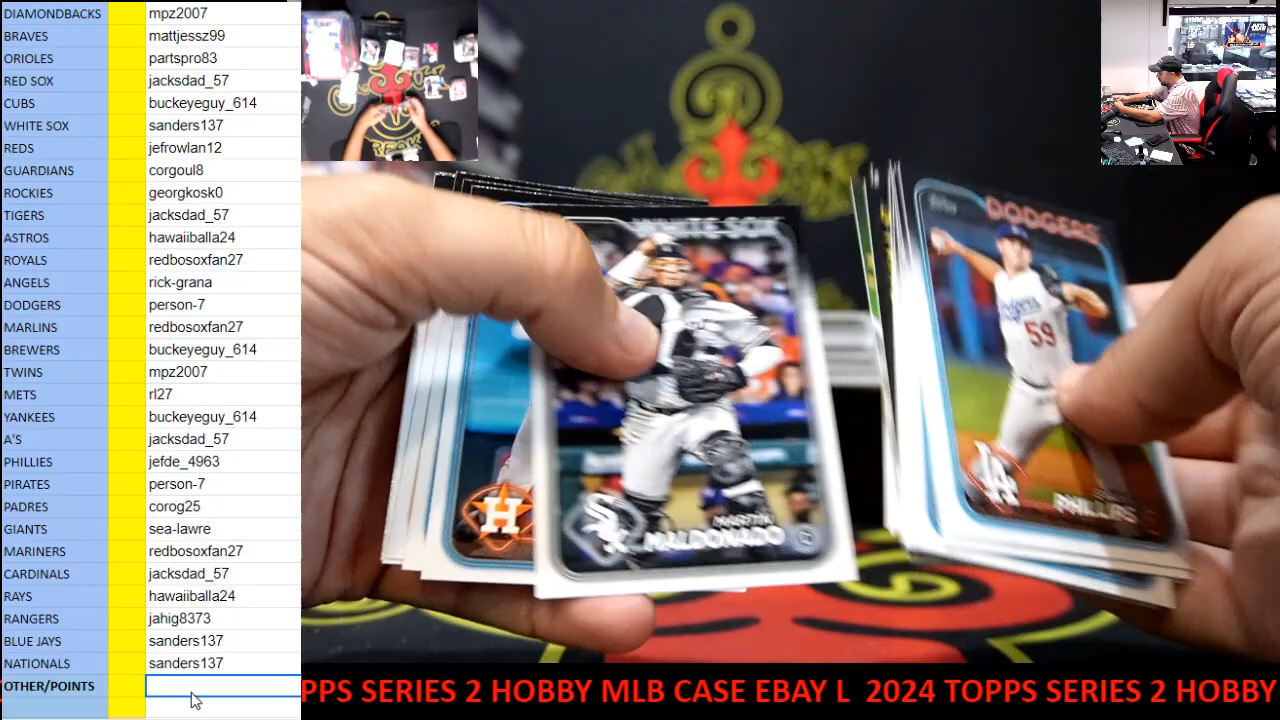 DIAMONDBACKS mpz2007
BRAVES mattjessz99
ORIOLES partspro83
RED SOX jacksdad_57
CUBS buckeyeguy_614
WHITE SOX sanders137
REDS jefrowlan12
GUARDIANS corgoul8
ROCKIES georgkosk0
TIGERS jacksdad_57
ASTROS hawaiiballa24
ROYALS redbosoxfan27
ANGELS rick-grana
DODGERS person-7
MARLINS redbosoxfan27
BREWERS buckeyeguy_614
TWINS mpz2007
METS rl27
YANKEES buckeyeguy_614
A'S jacksdad_57
PHILLIES jefde_4963
PIRATES person-7
PADRES corog25
GIANTS sea-lawre
MARINERS redbosoxfan27
CARDINALS jacksdad_57
RAYS hawaiiballa24
RANGERS jahig8373
BLUE JAYS sanders137
NATIONALS sanders137
OTHER/POINTS
WHITE SOX
MARTIN
MALDONADO C
H
DODGERS
Dodgers
59
LA
PHILLIPS
PPS SERIES 2 HOBBY MLB CASE EBAY L 2024 TOPPS SERIES 2 HOBBY